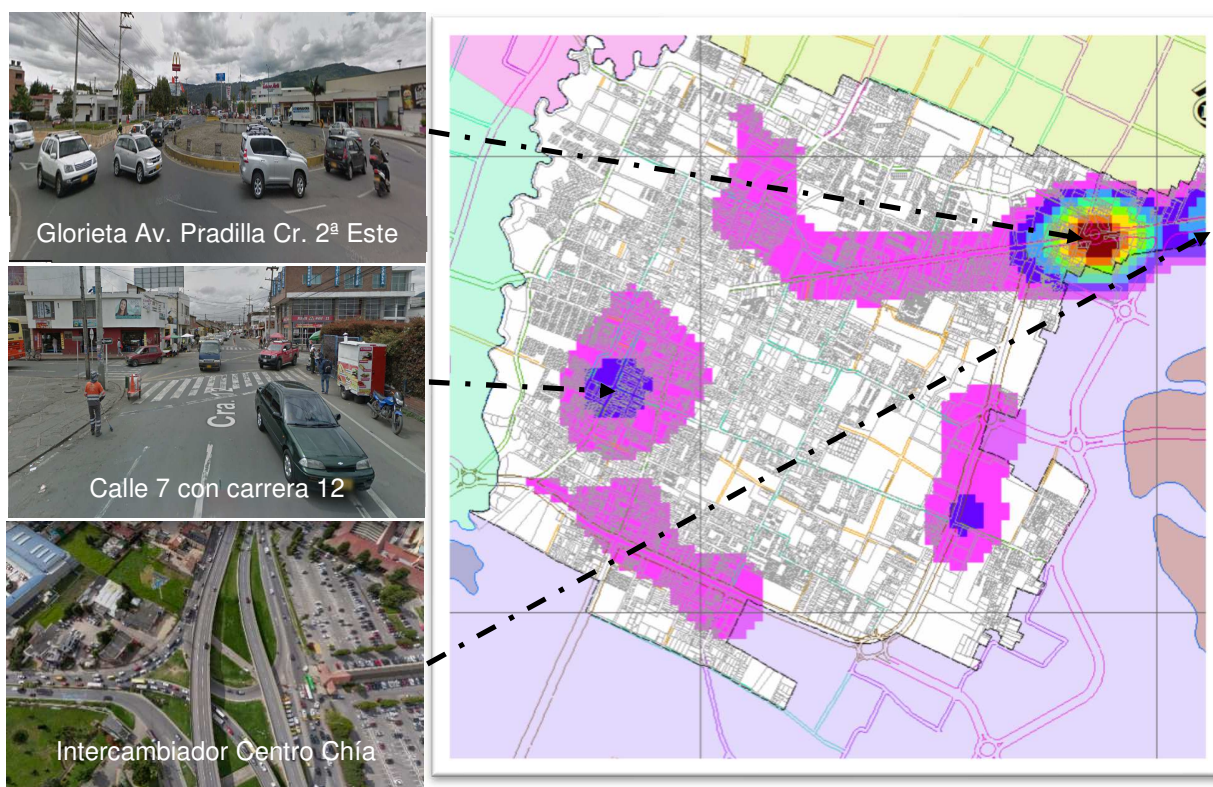 Glorieta Av. Pradilla Cr. 2ª Este
Calle 7 con carrera 12
Intercambiador Centro Chía